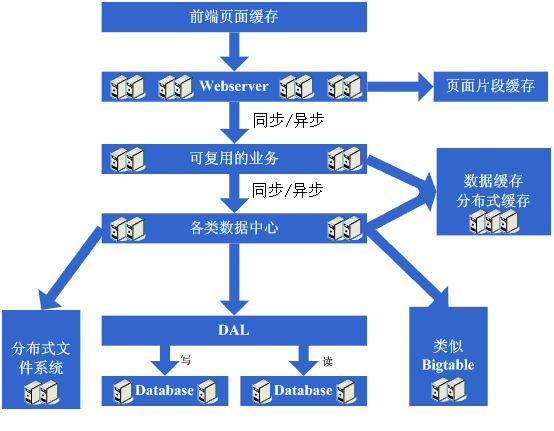 前端页面缓存
Webserver
页面片段缓存
同步/异步
可复用的业务
数据缓存
分布式缓存
同步/异步
各类数据中心
DAL
分布式文
件系统
类似
Bigtable
写
读
Database
Database